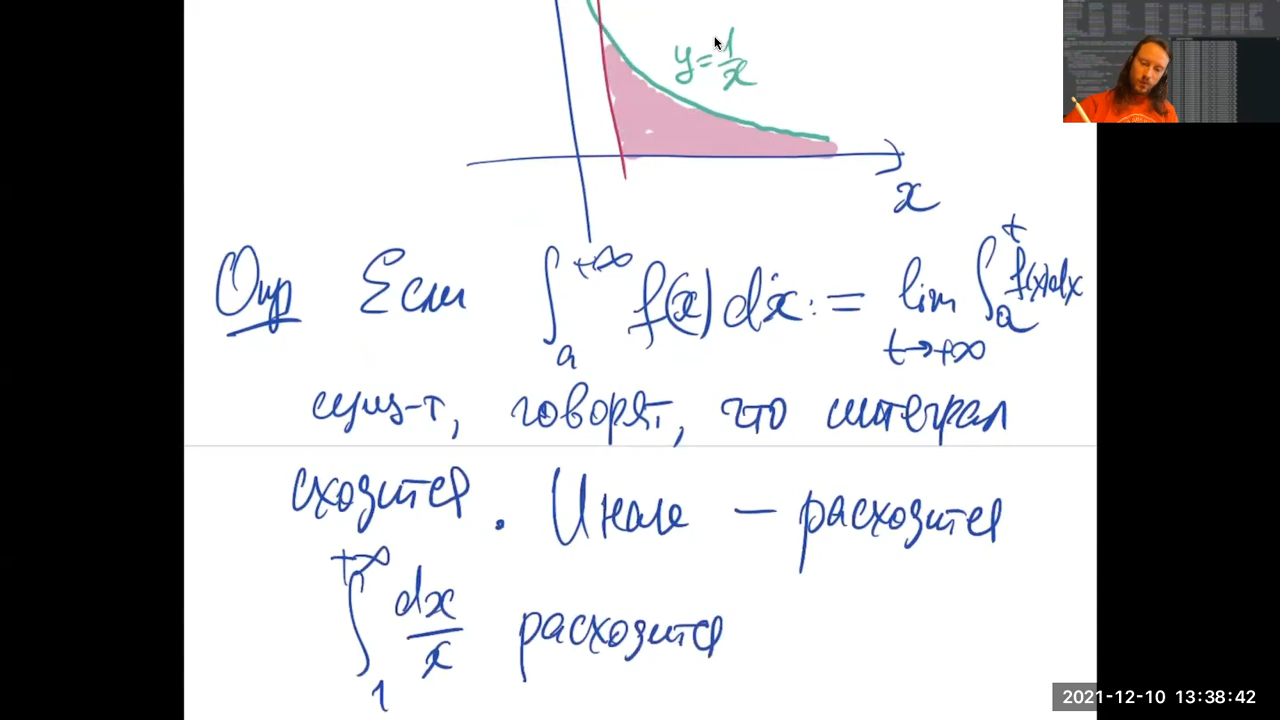 y = 1/x
x
Опр Если ∫_a^{+∞} f(x) dx := lim_{t→+∞} ∫_a^t f(x)dx
сущ-т, говорят, что интеграл
сходится. Иначе — расходится
∫_1^{+∞} dx/x расходится
2021-12-10 13:38:42